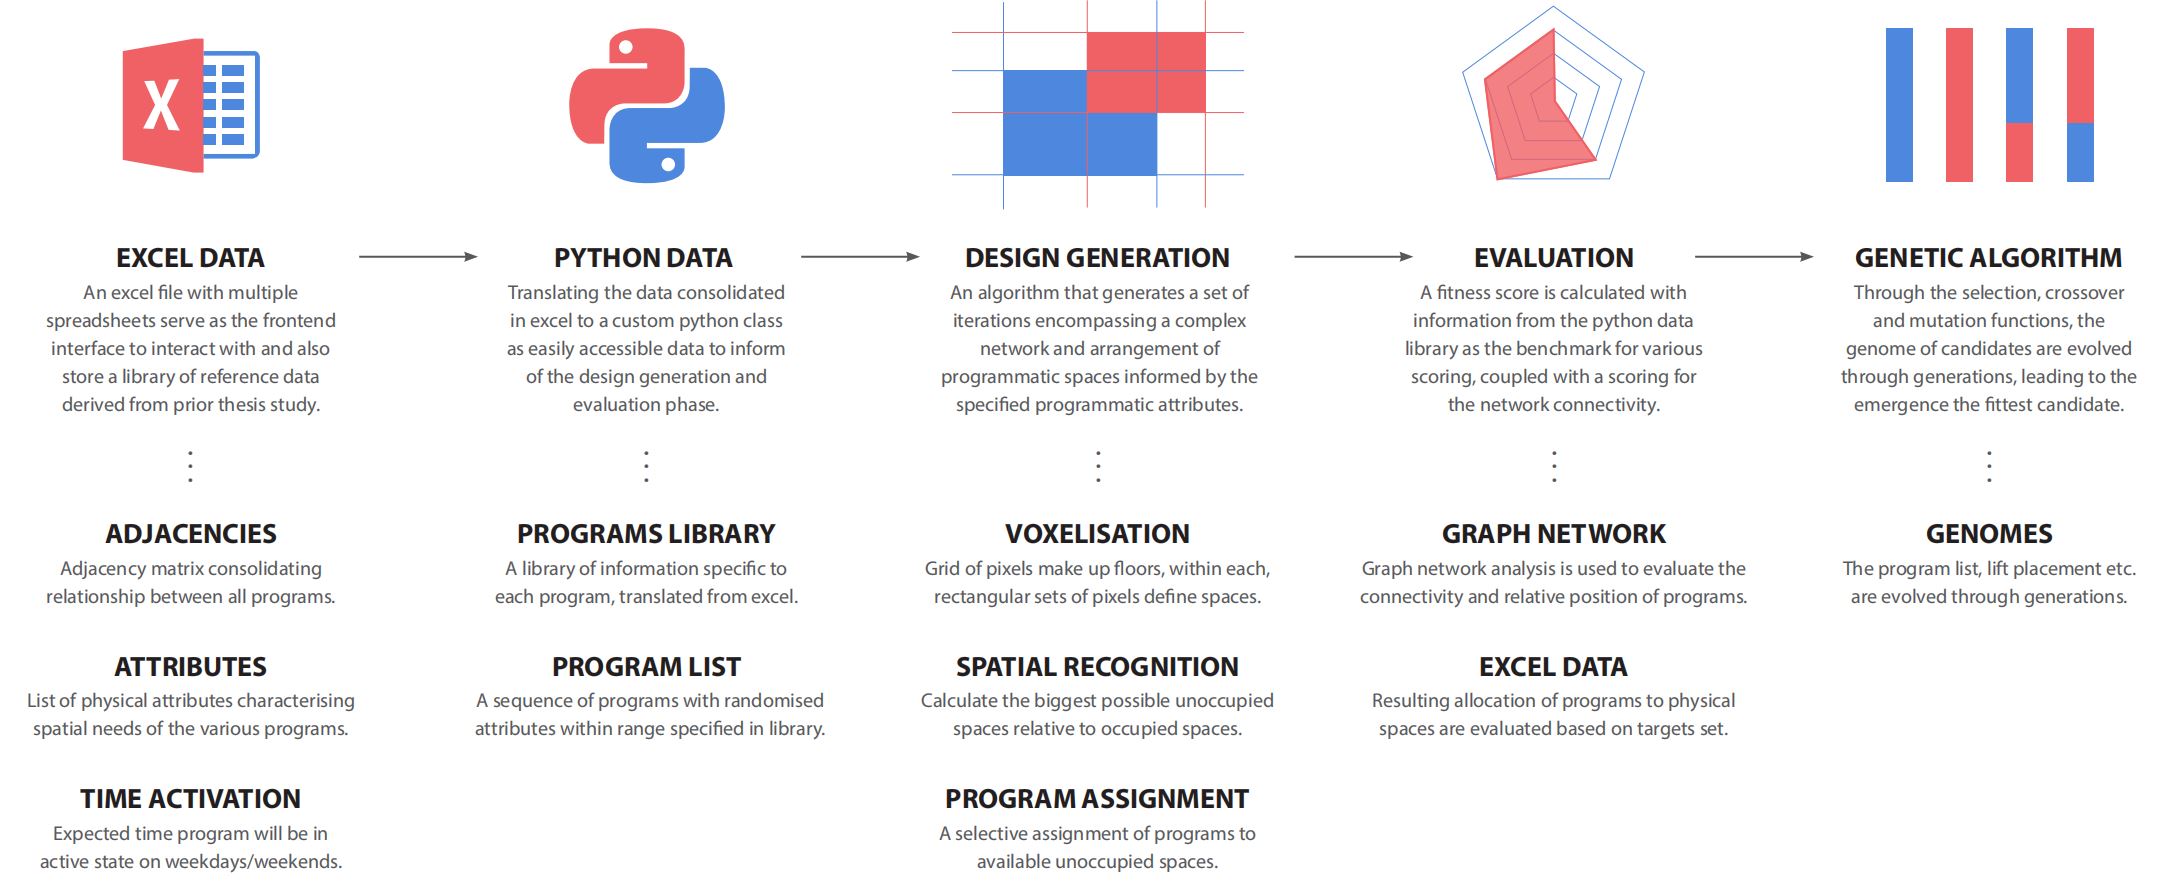 X
EXCEL DATA
An excel file with multiple
spreadsheets serve as the frontend
interface to interact with and also
store a library of reference data
derived from prior thesis study.
ADJACENCIES
Adjacency matrix consolidating
relationship between all programs.
ATTRIBUTES
List of physical attributes characterising
spatial needs of the various programs.
TIME ACTIVATION
Expected time program will be in
active state on weekdays/weekends.
PYTHON DATA
Translating the data consolidated
in excel to a custom python class
as easily accessible data to inform
of the design generation and
evaluation phase.
PROGRAMS LIBRARY
A library of information specific to
each program, translated from excel.
PROGRAM LIST
A sequence of programs with randomised
attributes within range specified in library.
DESIGN GENERATION
An algorithm that generates a set of
iterations encompassing a complex
network and arrangement of
programmatic spaces informed by the
specified programmatic attributes.
VOXELISATION
Grid of pixels make up floors, within each,
rectangular sets of pixels define spaces.
SPATIAL RECOGNITION
Calculate the biggest possible unoccupied
spaces relative to occupied spaces.
PROGRAM ASSIGNMENT
A selective assignment of programs to
available unoccupied spaces.
EVALUATION
A fitness score is calculated with
information from the python data
library as the benchmark for various
scoring, coupled with a scoring for
the network connectivity.
GRAPH NETWORK
Graph network analysis is used to evaluate the
connectivity and relative position of programs.
EXCEL DATA
Resulting allocation of programs to physical
spaces are evaluated based on targets set.
GENETIC ALGORITHM
Through the selection, crossover
and mutation functions, the
genome of candidates are evolved
through generations, leading to the
emergence the fittest candidate.
GENOMES
The program list, lift placement etc.
are evolved through generations.